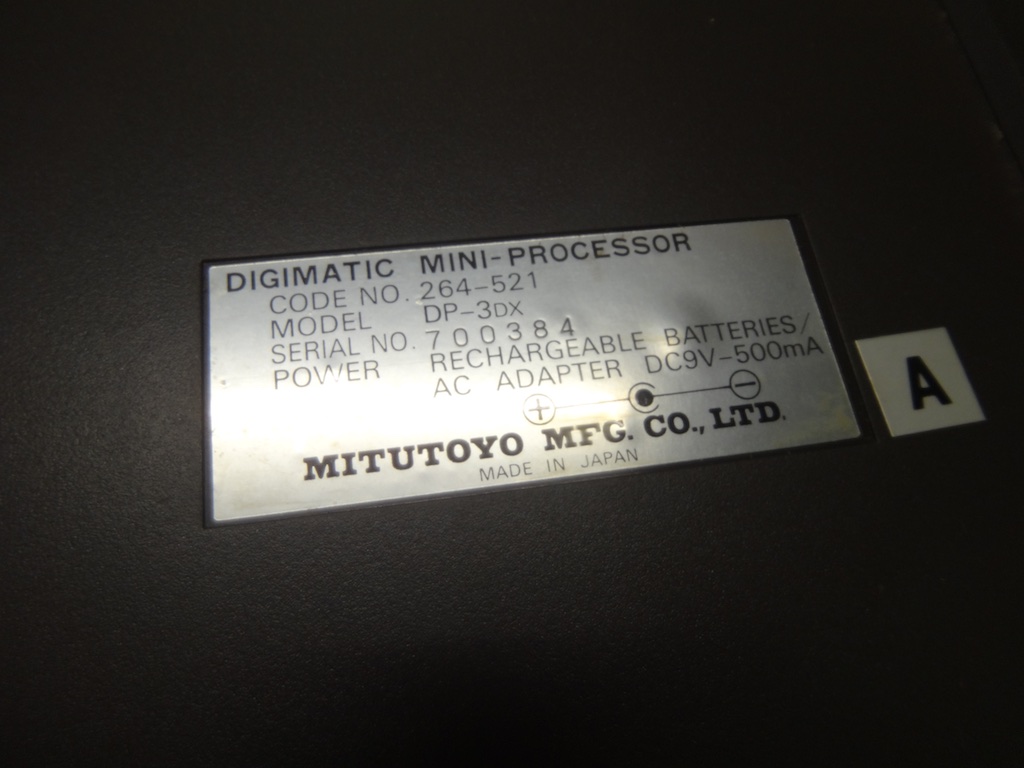 DIGIMATIC MINI-PROCESSOR
CODE NO. 264-521
MODEL DP-3DX
SERIAL NO. 700384
POWER RECHARGEABLE BATTERIES/
AC ADAPTER DC9V-500mA
+ -
MITUTOYO MFG. CO., LTD.
MADE IN JAPAN
A